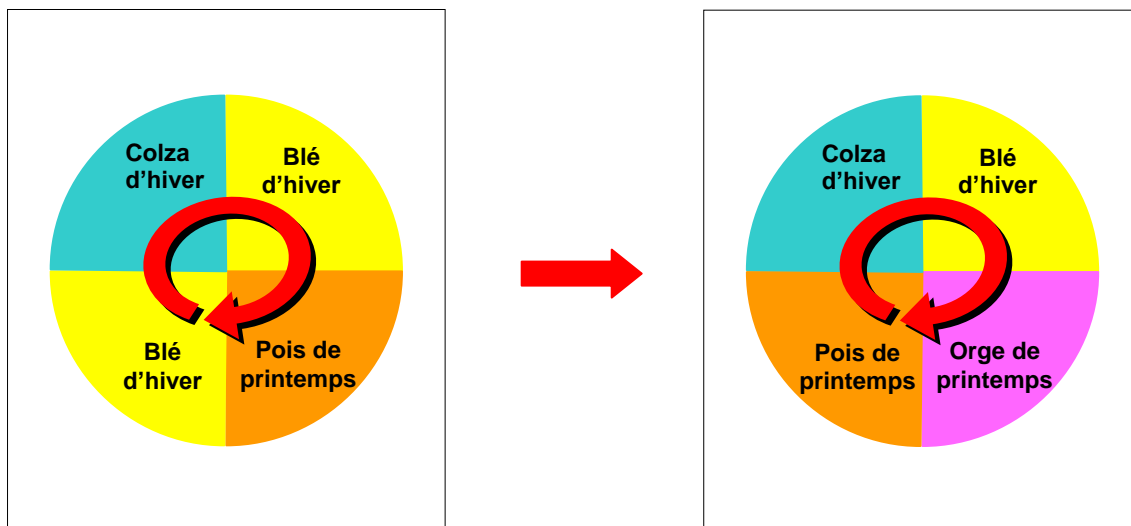 Colza
d’hiver
Blé
d’hiver
Blé
d’hiver
Pois de
printemps
Colza
d’hiver
Blé
d’hiver
Pois de
printemps
Orge de
printemps